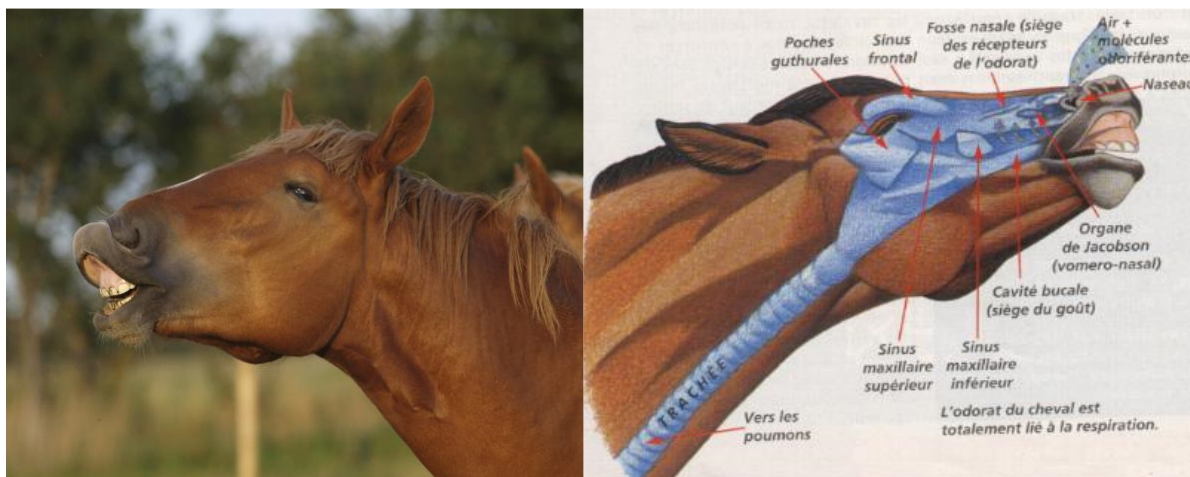 Poches
guthurales
Sinus
frontal
Fosse nasale (siège
des récepteurs
de l'odorat)
Air +
molécules
odoriférantes
Naseau
Organe
de Jacobson
(vomero-nasal)
Cavité bucale
(siège du goût)
Sinus
maxillaire
supérieur
Sinus
maxillaire
inférieur
TRACHÉE
Vers les
poumons
L'odorat du cheval est
totalement lié à la respiration.